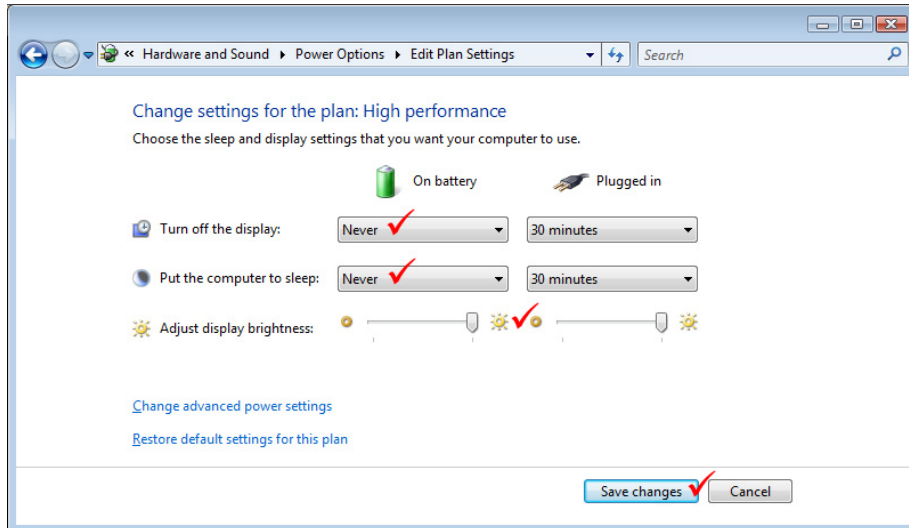 « Hardware and Sound ▸ Power Options ▸ Edit Plan Settings Search
Change settings for the plan: High performance
Choose the sleep and display settings that you want your computer to use.
On battery Plugged in
Turn off the display: Never 30 minutes
Put the computer to sleep: Never 30 minutes
Adjust display brightness:
Change advanced power settings
Restore default settings for this plan
Save changes Cancel